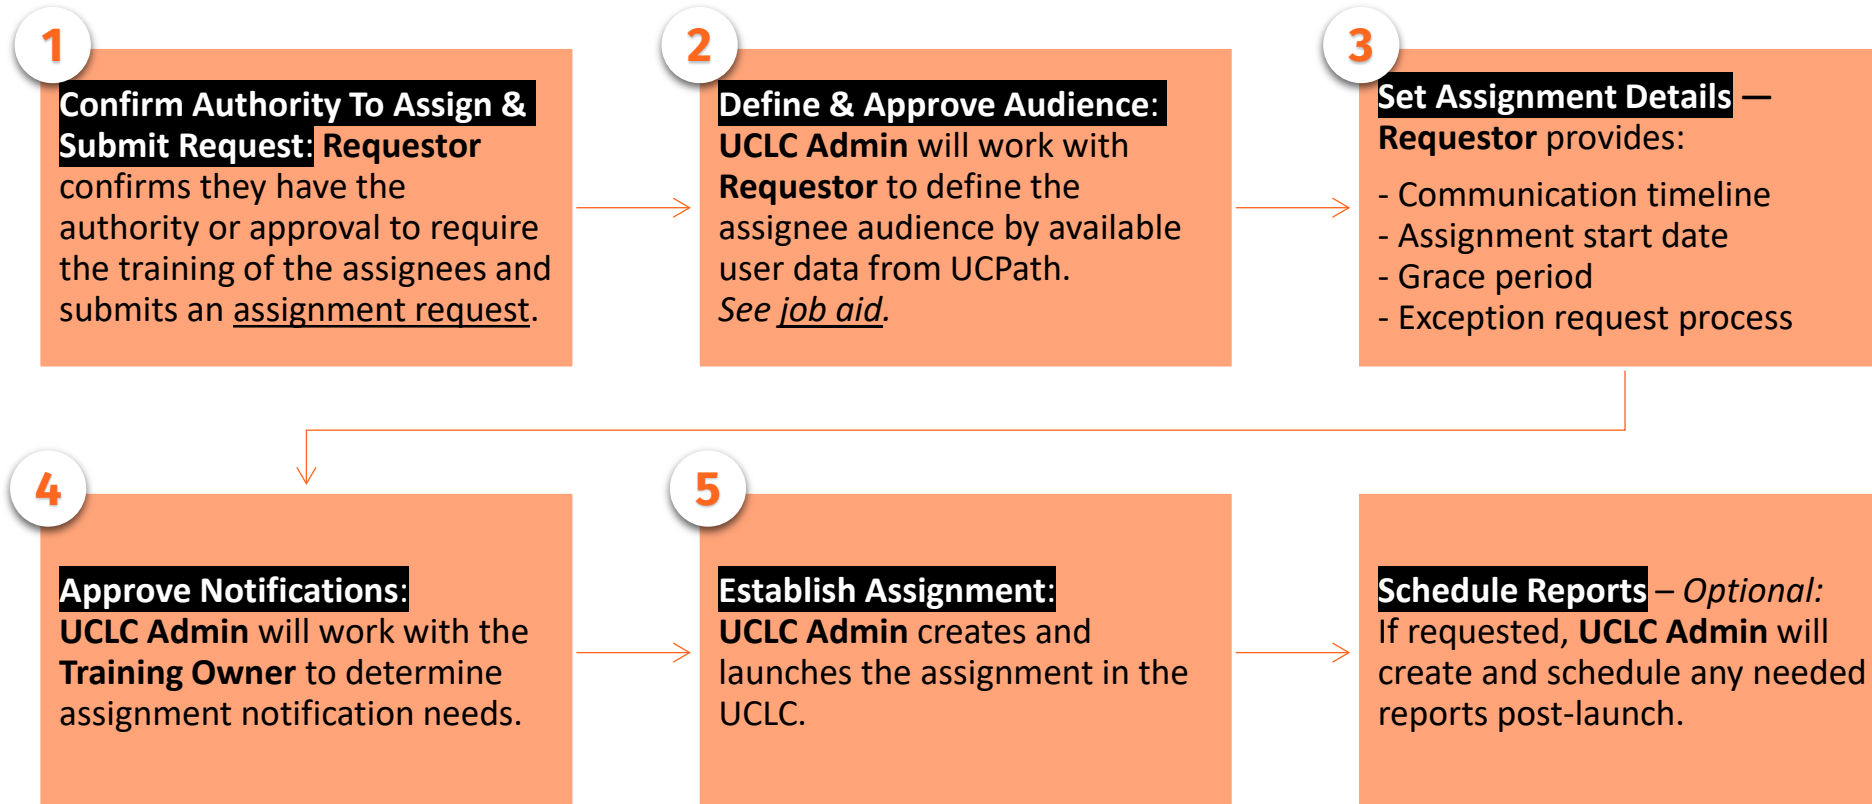 1
Confirm Authority To Assign &
Submit Request: Requestor
confirms they have the
authority or approval to require
the training of the assignees and
submits an assignment request.
2
Define & Approve Audience:
UCLC Admin will work with
Requestor to define the
assignee audience by available
user data from UCPath.
See job aid.
3
Set Assignment Details —
Requestor provides:
- Communication timeline
- Assignment start date
- Grace period
- Exception request process
4
Approve Notifications:
UCLC Admin will work with the
Training Owner to determine
assignment notification needs.
5
Establish Assignment:
UCLC Admin creates and
launches the assignment in the
UCLC.
Schedule Reports – Optional:
If requested, UCLC Admin will
create and schedule any needed
reports post-launch.